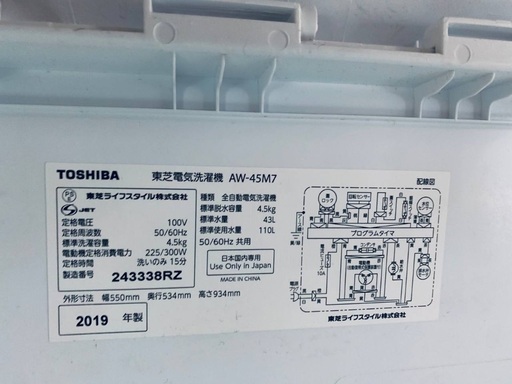 TOSHIBA 東芝電気洗濯機 AW-45M7
PS E
東芝ライフスタイル株式会社
JET
定格電圧 100V
定格周波数 50/60Hz
標準洗濯容量 4.5kg
電動機定格消費電力 225/300W
定格時間 洗いのみ 15分
製造番号 243338RZ
外形寸法 幅550mm 奥行534mm 高さ934mm
2019 年製
種類 全自動電気洗濯機
標準脱水容量 4.5kg
標準水量 43L
標準使用水量 110L
50/60Hz 共用
日本国内専用
Use Only in Japan
MADE IN CHINA
配線図
プログラムタイマ
東芝ライフスタイル株式会社